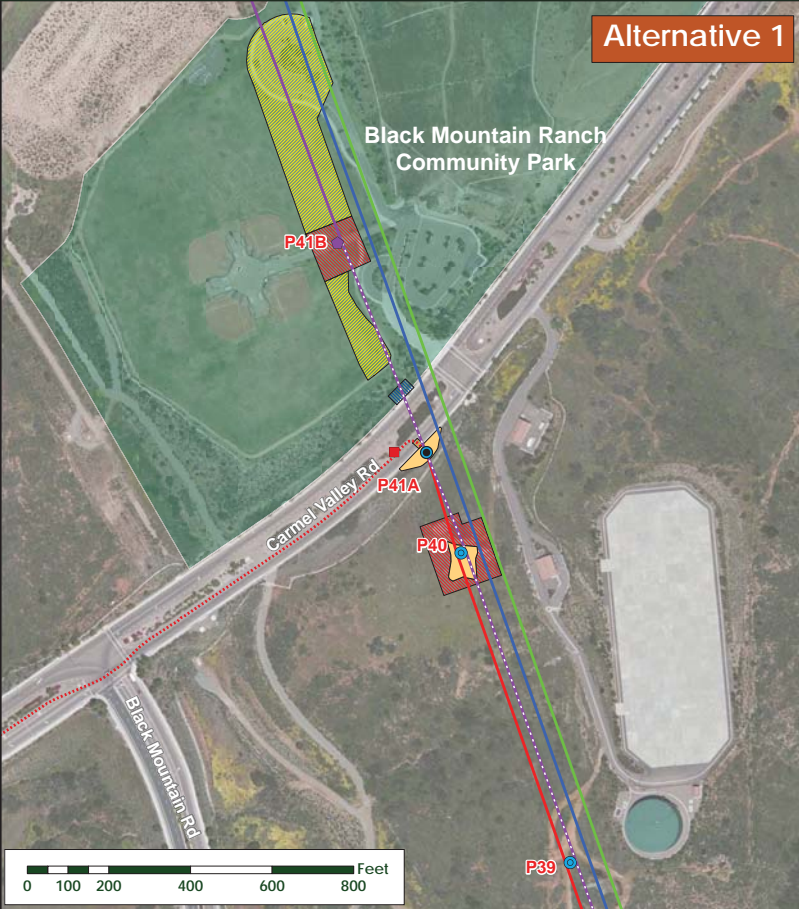 Alternative 1
Black Mountain Ranch
Community Park
P41B
Carmel Valley Rd
P41A
P40
Black Mountain Rd
P39
Feet
0 100 200 400 600 800